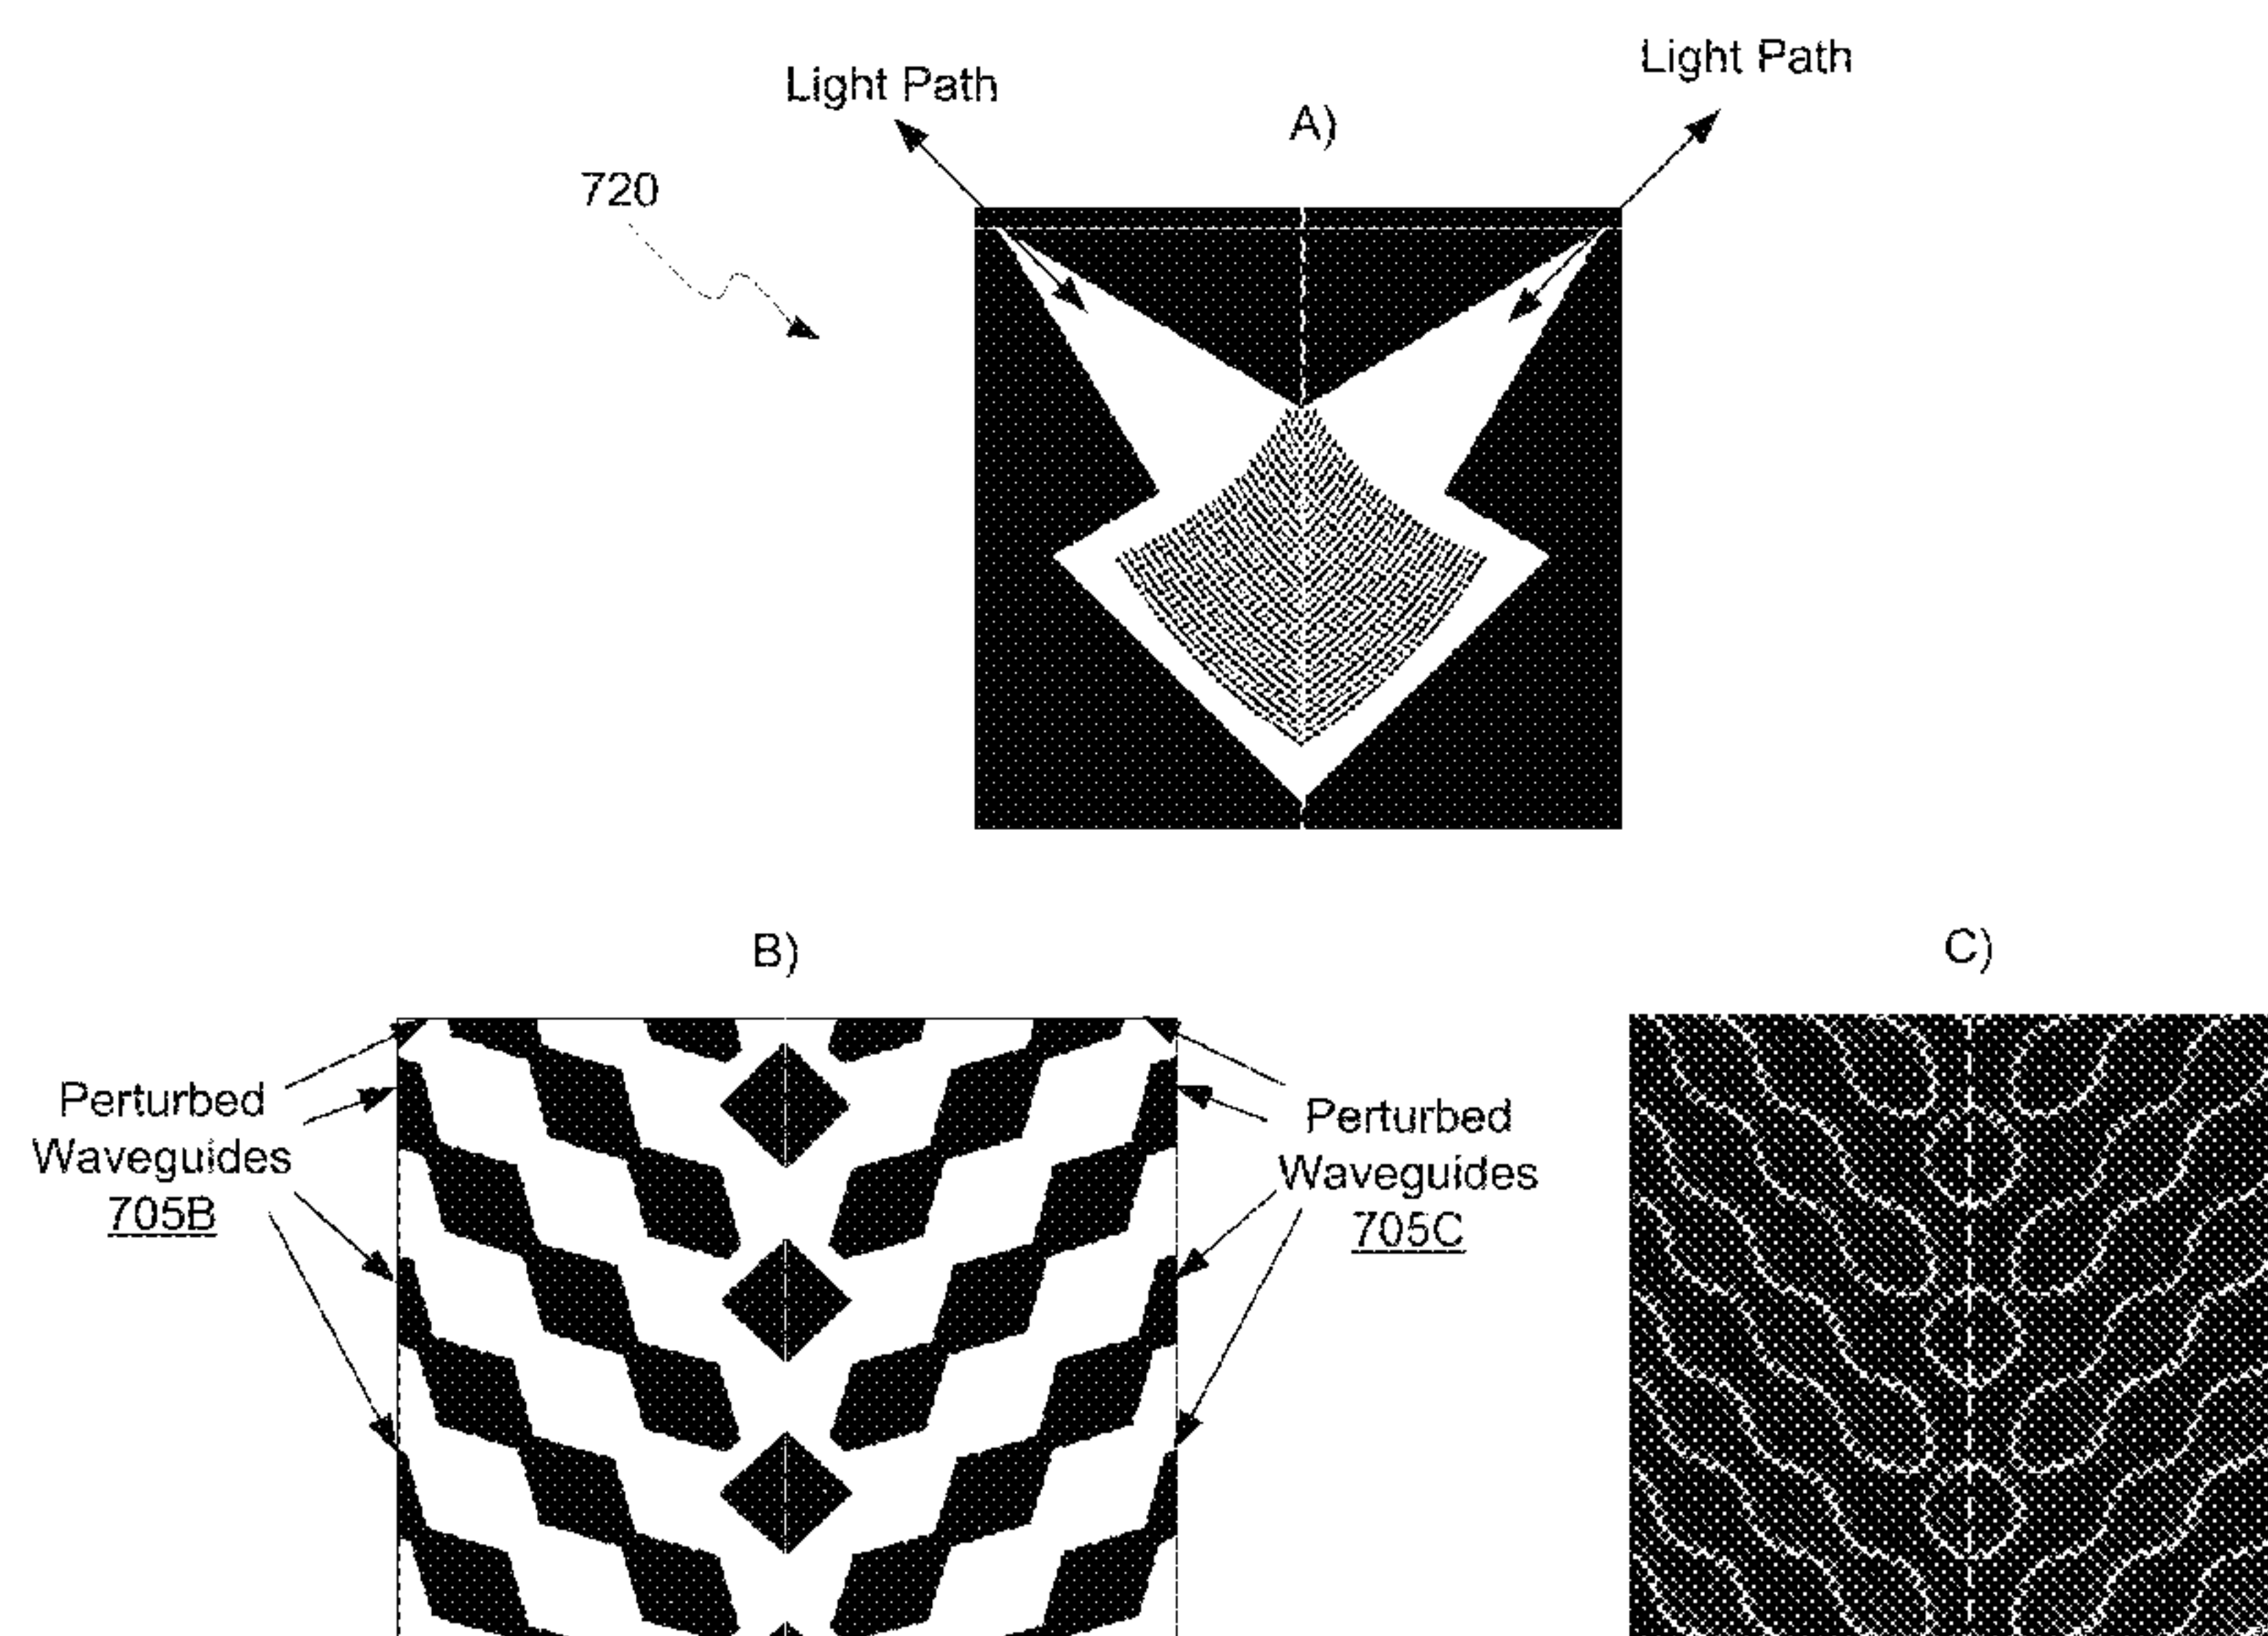 Light Path
Light Path
A)
720
B)
C)
Perturbed
Waveguides
705B
Perturbed
Waveguides
705C